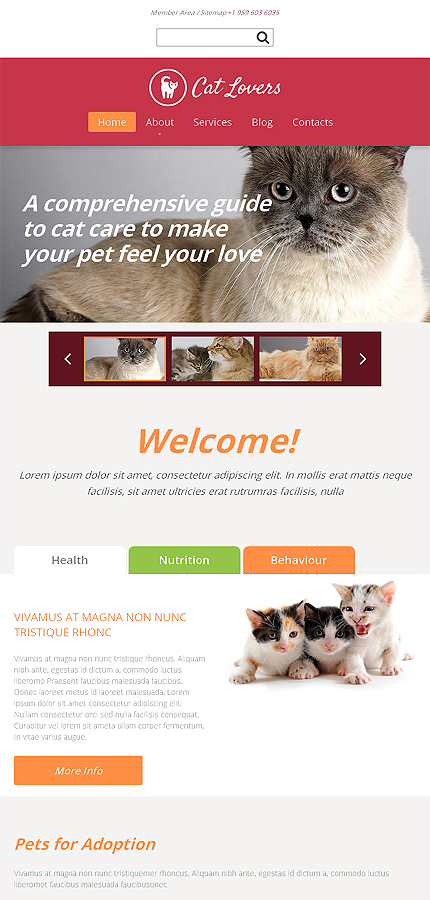 Member Area / Sitemap +1 959 603 6035
Cat Lovers
Home About Services Blog Contacts
A comprehensive guide
to cat care to make
your pet feel your love
Welcome!
Lorem ipsum dolor sit amet, consectetur adipiscing elit. In mollis erat mattis neque
facilisis, sit amet ultricies erat rutrumras facilisis, nulla
Health Nutrition Behaviour
VIVAMUS AT MAGNA NON NUNC
TRISTIQUE RHONC
Vivamus at magna non nunc tristique rhoncus. Aliquam
nibh ante, egestas id dictum a, commodo luctus
liberomo Praesent faucibus malesuada faucibus.
Donec laoreet metus id laoreet malesuada. Lorem
ipsum dolor sit amet consectetur adipiscing elit.
Nullam consectetur orci sed nulla facilisis consequat.
Curabitur vel lorem sit ameta ullam corper fermentum.
In vitae varius augue.
More Info
Pets for Adoption
Vivamus at magna non nunc tristiquemer rhoncus. Aliquam nibh ante, egestas id dictum a, commodo luctus
liberomot faucibus malesuada fauciousonec